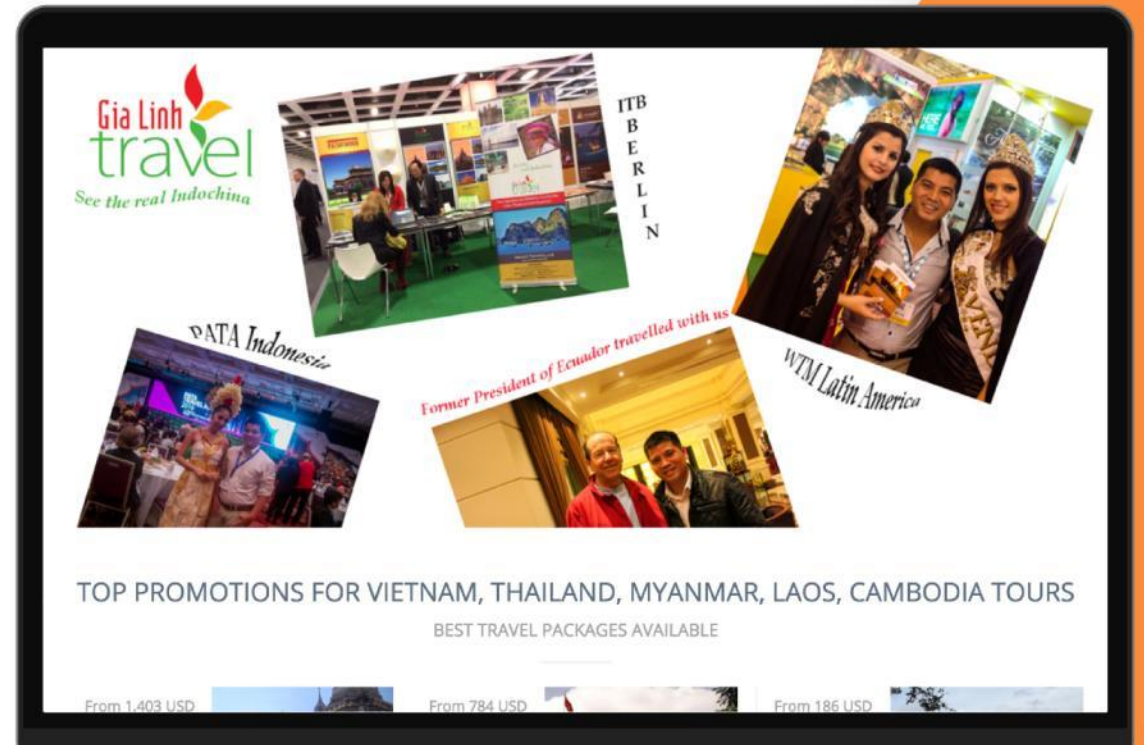 Gia Linh
travel
See the real Indochina
ITB
BERLIN
PATA Indonesia
Former President of Ecuador travelled with us
WTM Latin America
TOP PROMOTIONS FOR VIETNAM, THAILAND, MYANMAR, LAOS, CAMBODIA TOURS
BEST TRAVEL PACKAGES AVAILABLE
From 1,403 USD
From 784 USD
From 186 USD